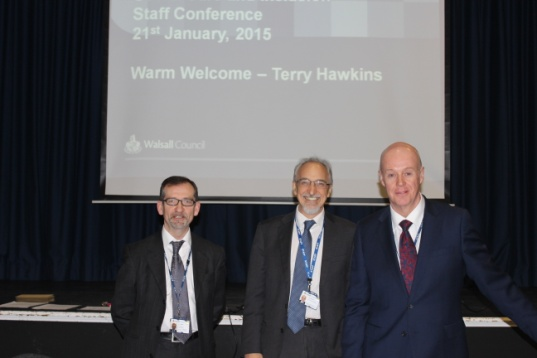 Staff Conference
21st January, 2015
Warm Welcome – Terry Hawkins
Walsall Council